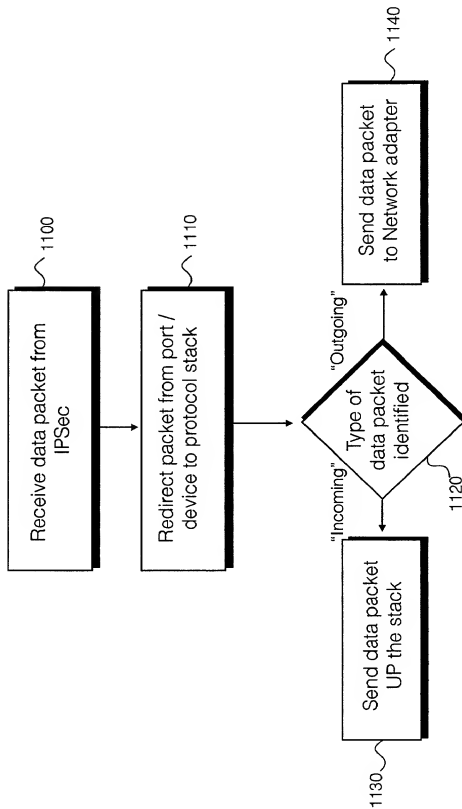 1100
Receive data packet from
IPSec
1110
Redirect packet from port /
device to protocol stack
"Incoming"
"Outgoing"
Type of
data packet
identified
1120
Send data packet
UP the stack
1130
Send data packet
to Network adapter
1140